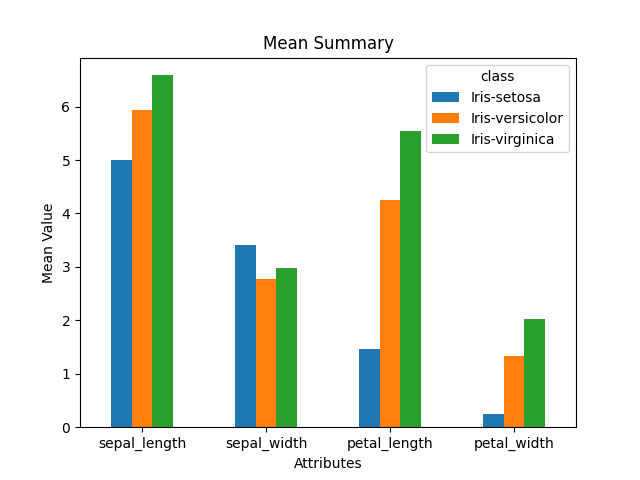 Mean Summary
class
Iris-setosa
Iris-versicolor
Iris-virginica
6
5
4
3
2
1
0
Mean Value
sepal_length sepal_width petal_length petal_width
Attributes